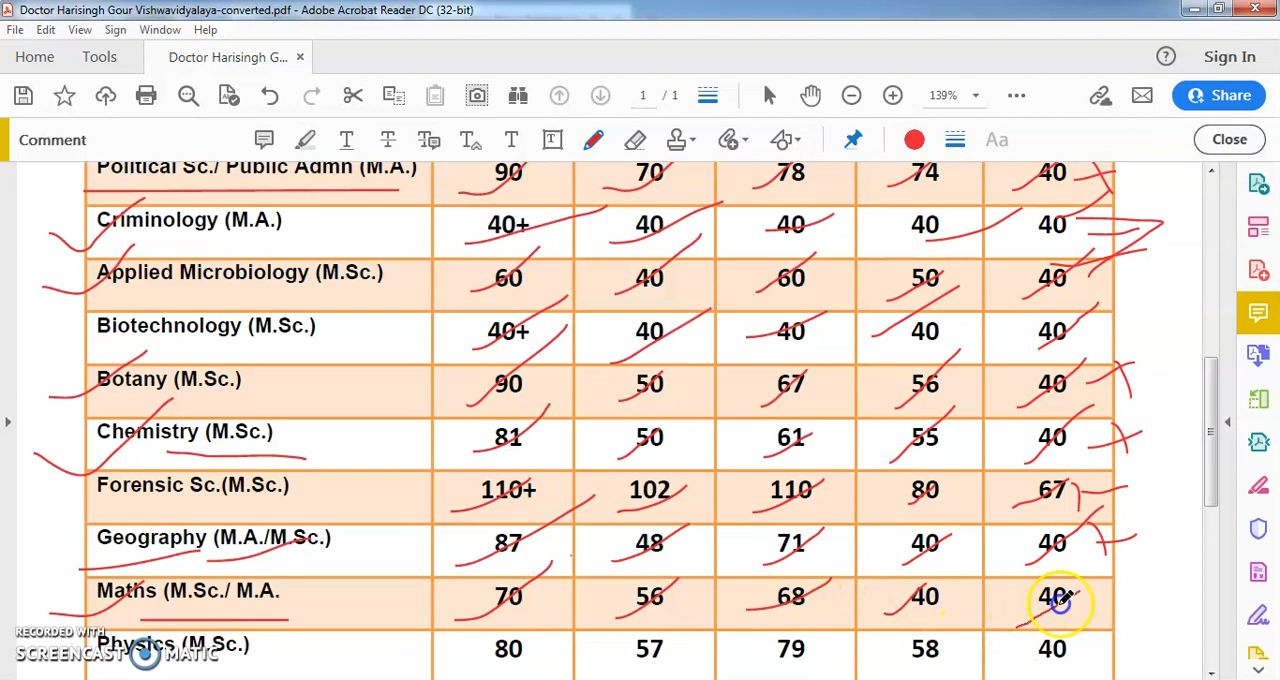 Doctor Harisingh Gour Vishwavidyalaya-converted.pdf - Adobe Acrobat Reader DC (32-bit)
File Edit View Sign Window Help
Home Tools Doctor Harisingh G... × Sign In
1 / 1 139% Share
Comment Close
Political Sc./ Public Admn (M.A.) 90 70 78 74 40
Criminology (M.A.) 40+ 40 40 40 40
Applied Microbiology (M.Sc.) 60 40 60 50 40
Biotechnology (M.Sc.) 40+ 40 40 40 40
Botany (M.Sc.) 90 50 67 56 40
Chemistry (M.Sc.) 81 50 61 55 40
Forensic Sc.(M.Sc.) 110+ 102 110 80 67
Geography (M.A./M.Sc.) 87 48 71 40 40
Maths (M.Sc./ M.A. 70 56 68 40 40
Physics (M.Sc.) 80 57 79 58 40
RECORDED WITH
SCREENCAST MATIC